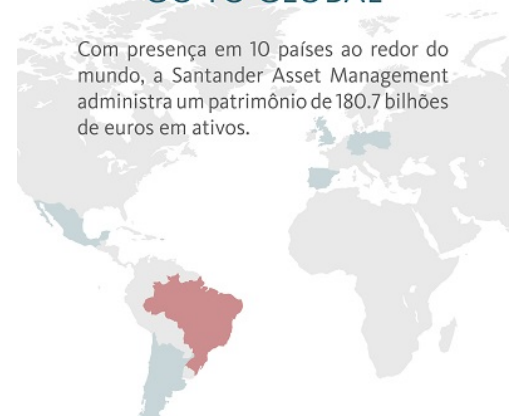 Com presença em 10 países ao redor do
mundo, a Santander Asset Management
administra um patrimônio de 180.7 bilhões
de euros em ativos.